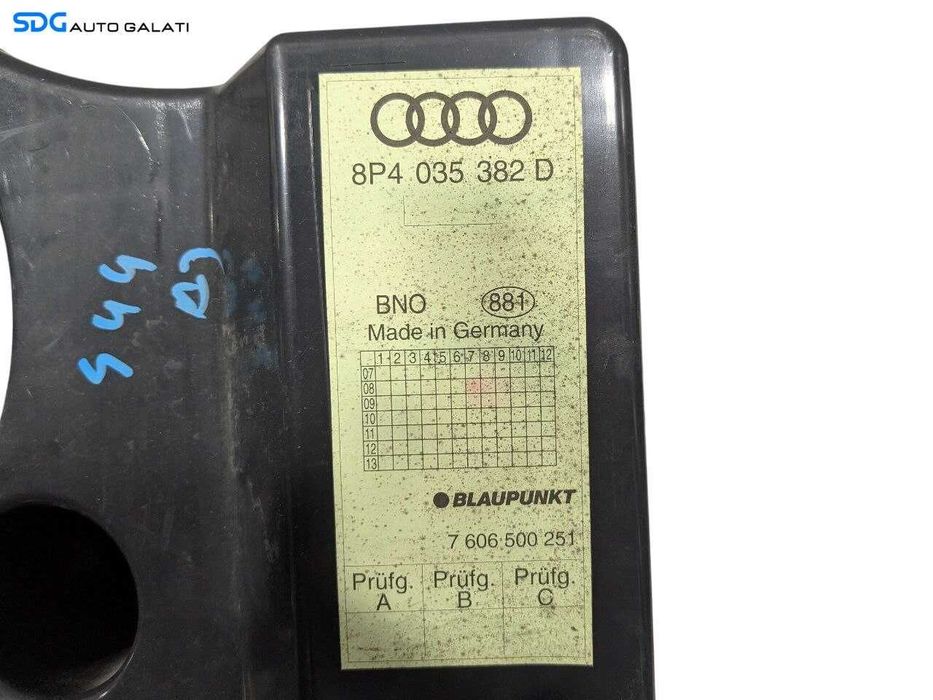 SDG AUTO GALATI
8P4 035 382 D
BNO 881
Made in Germany
1 2 3 4 5 6 7 8 9 10 11 12
07
08
09
10
11
12
13
BLAUPUNKT
7 606 500 251
Prüfg. A Prüfg. B Prüfg. C
444